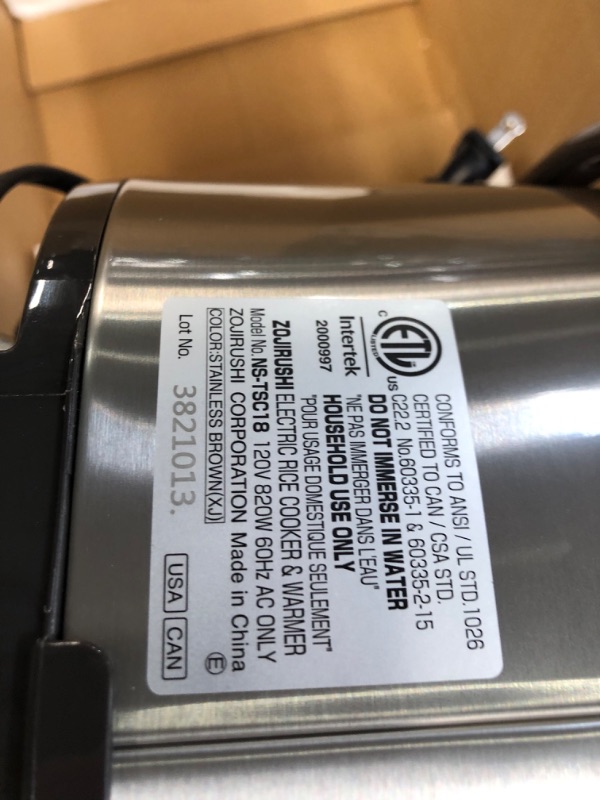 CONFORMS TO ANSI / UL STD.1026
CERTIFIED TO CAN / CSA STD.
C22.2 No.60335-1 & 60335-2-15
C
ETL
LISTED
US
Intertek
2000997
DO NOT IMMERSE IN WATER
"NE PAS IMMERGER DANS L'EAU"
HOUSEHOLD USE ONLY
"POUR USAGE DOMESTIQUE SEULEMENT"
ZOJIRUSHI ELECTRIC RICE COOKER & WARMER
Model No.NS-TSC18 120V 820W 60Hz AC ONLY
ZOJIRUSHI CORPORATION Made in China
COLOR:STAINLESS BROWN(XJ) E
Lot No. 3821013. USA CAN